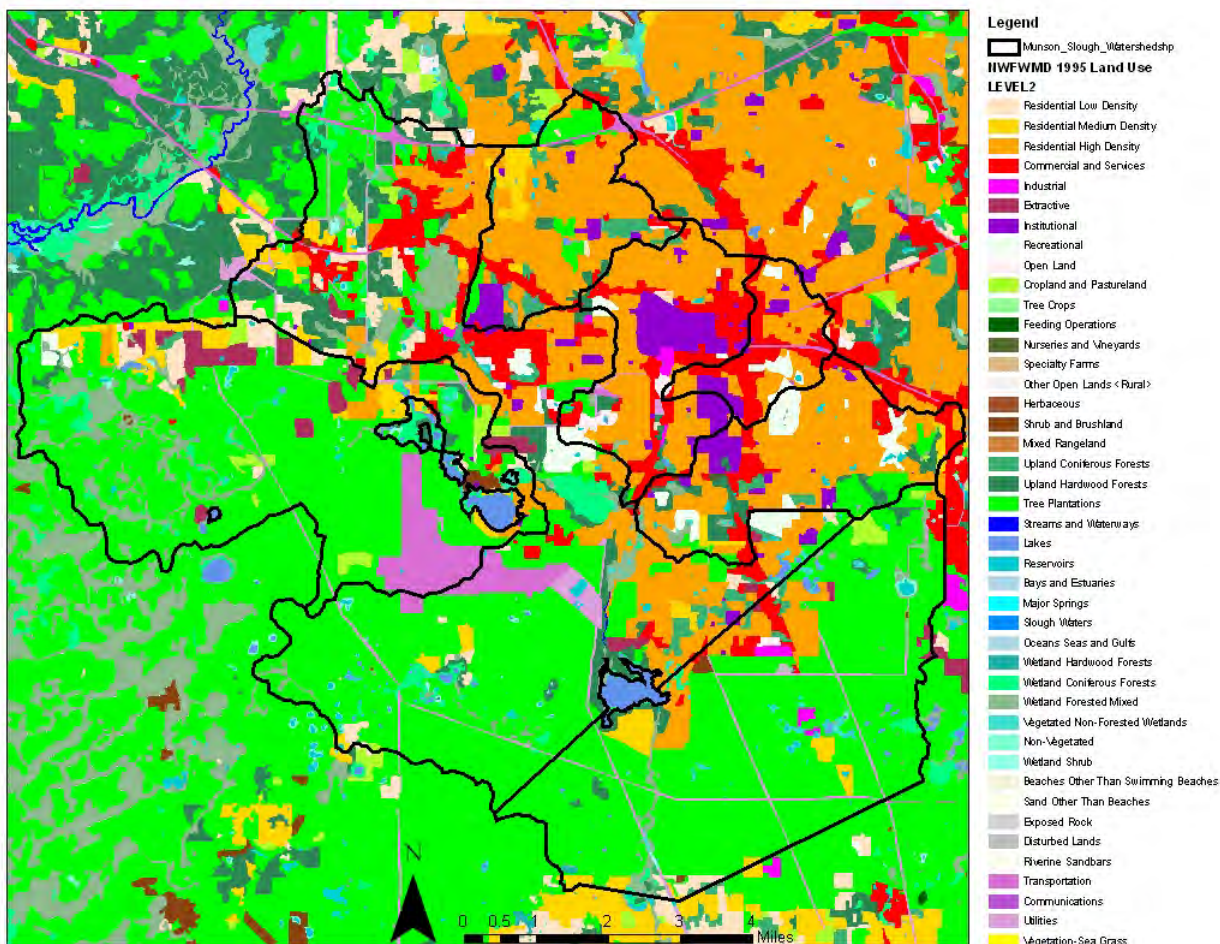 Legend
Munson_Slough_Watershedshp
NWFWMD 1995 Land Use
LEVEL2
Residential Low Density
Residential Medium Density
Residential High Density
Commercial and Services
Industrial
Extractive
Institutional
Recreational
Open Land
Cropland and Pastureland
Tree Crops
Feeding Operations
Nurseries and Vineyards
Specialty Farms
Other Open Lands <Rural>
Herbaceous
Shrub and Brushland
Mixed Rangeland
Upland Coniferous Forests
Upland Hardwood Forests
Tree Plantations
Streams and Waterways
Lakes
Reservoirs
Bays and Estuaries
Major Springs
Slough Waters
Oceans Seas and Gulfs
Wetland Hardwood Forests
Wetland Coniferous Forests
Wetland Forested Mixed
Vegetated Non-Forested Wetlands
Non-Vegetated
Wetland Shrub
Beaches Other Than Swimming Beaches
Sand Other Than Beaches
Exposed Rock
Disturbed Lands
Riverine Sandbars
Transportation
Communications
Utilities
Vegetation-Sea Grass
N
0 0.5 1 2 3 4
Miles